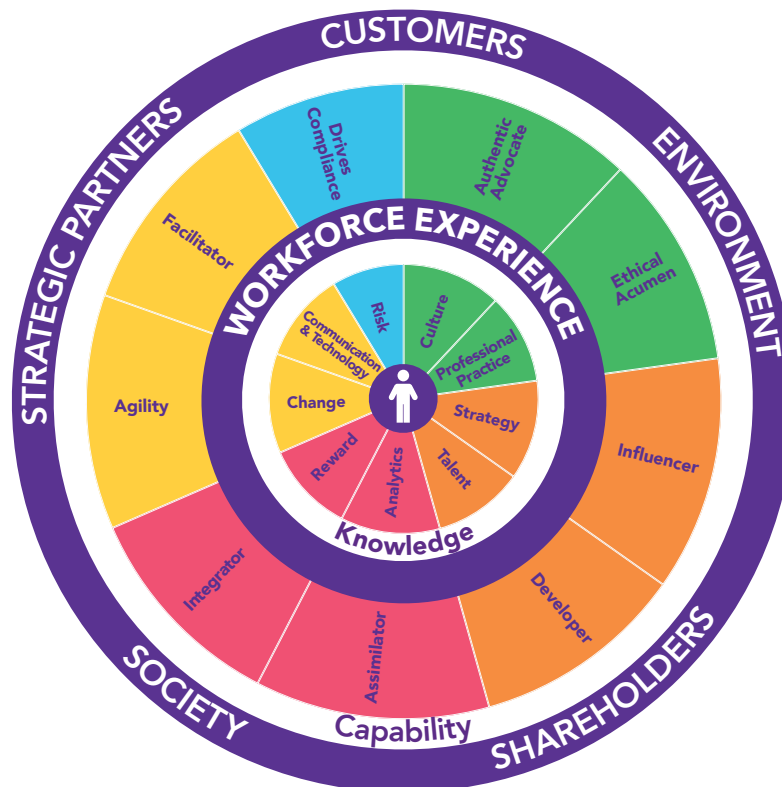 CUSTOMERS
ENVIRONMENT
SHAREHOLDERS
SOCIETY
STRATEGIC PARTNERS
Drives
Compliance
Authentic
Advocate
Ethical
Acumen
Influencer
Developer
Assimilator
Integrator
Agility
Facilitator
Capability
WORKFORCE EXPERIENCE
Risk
Culture
Professional
Practice
Strategy
Talent
Analytics
Reward
Change
Communication
& Technology
Knowledge